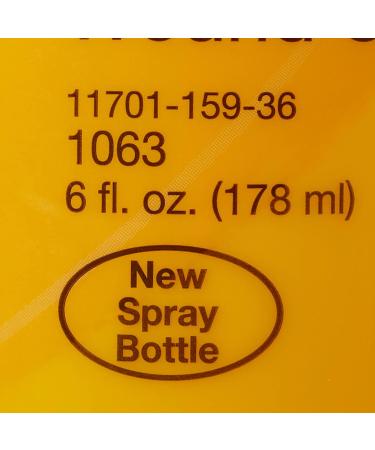 11701-159-36
1063
6 fl. oz. (178 ml)
New
Spray
Bottle